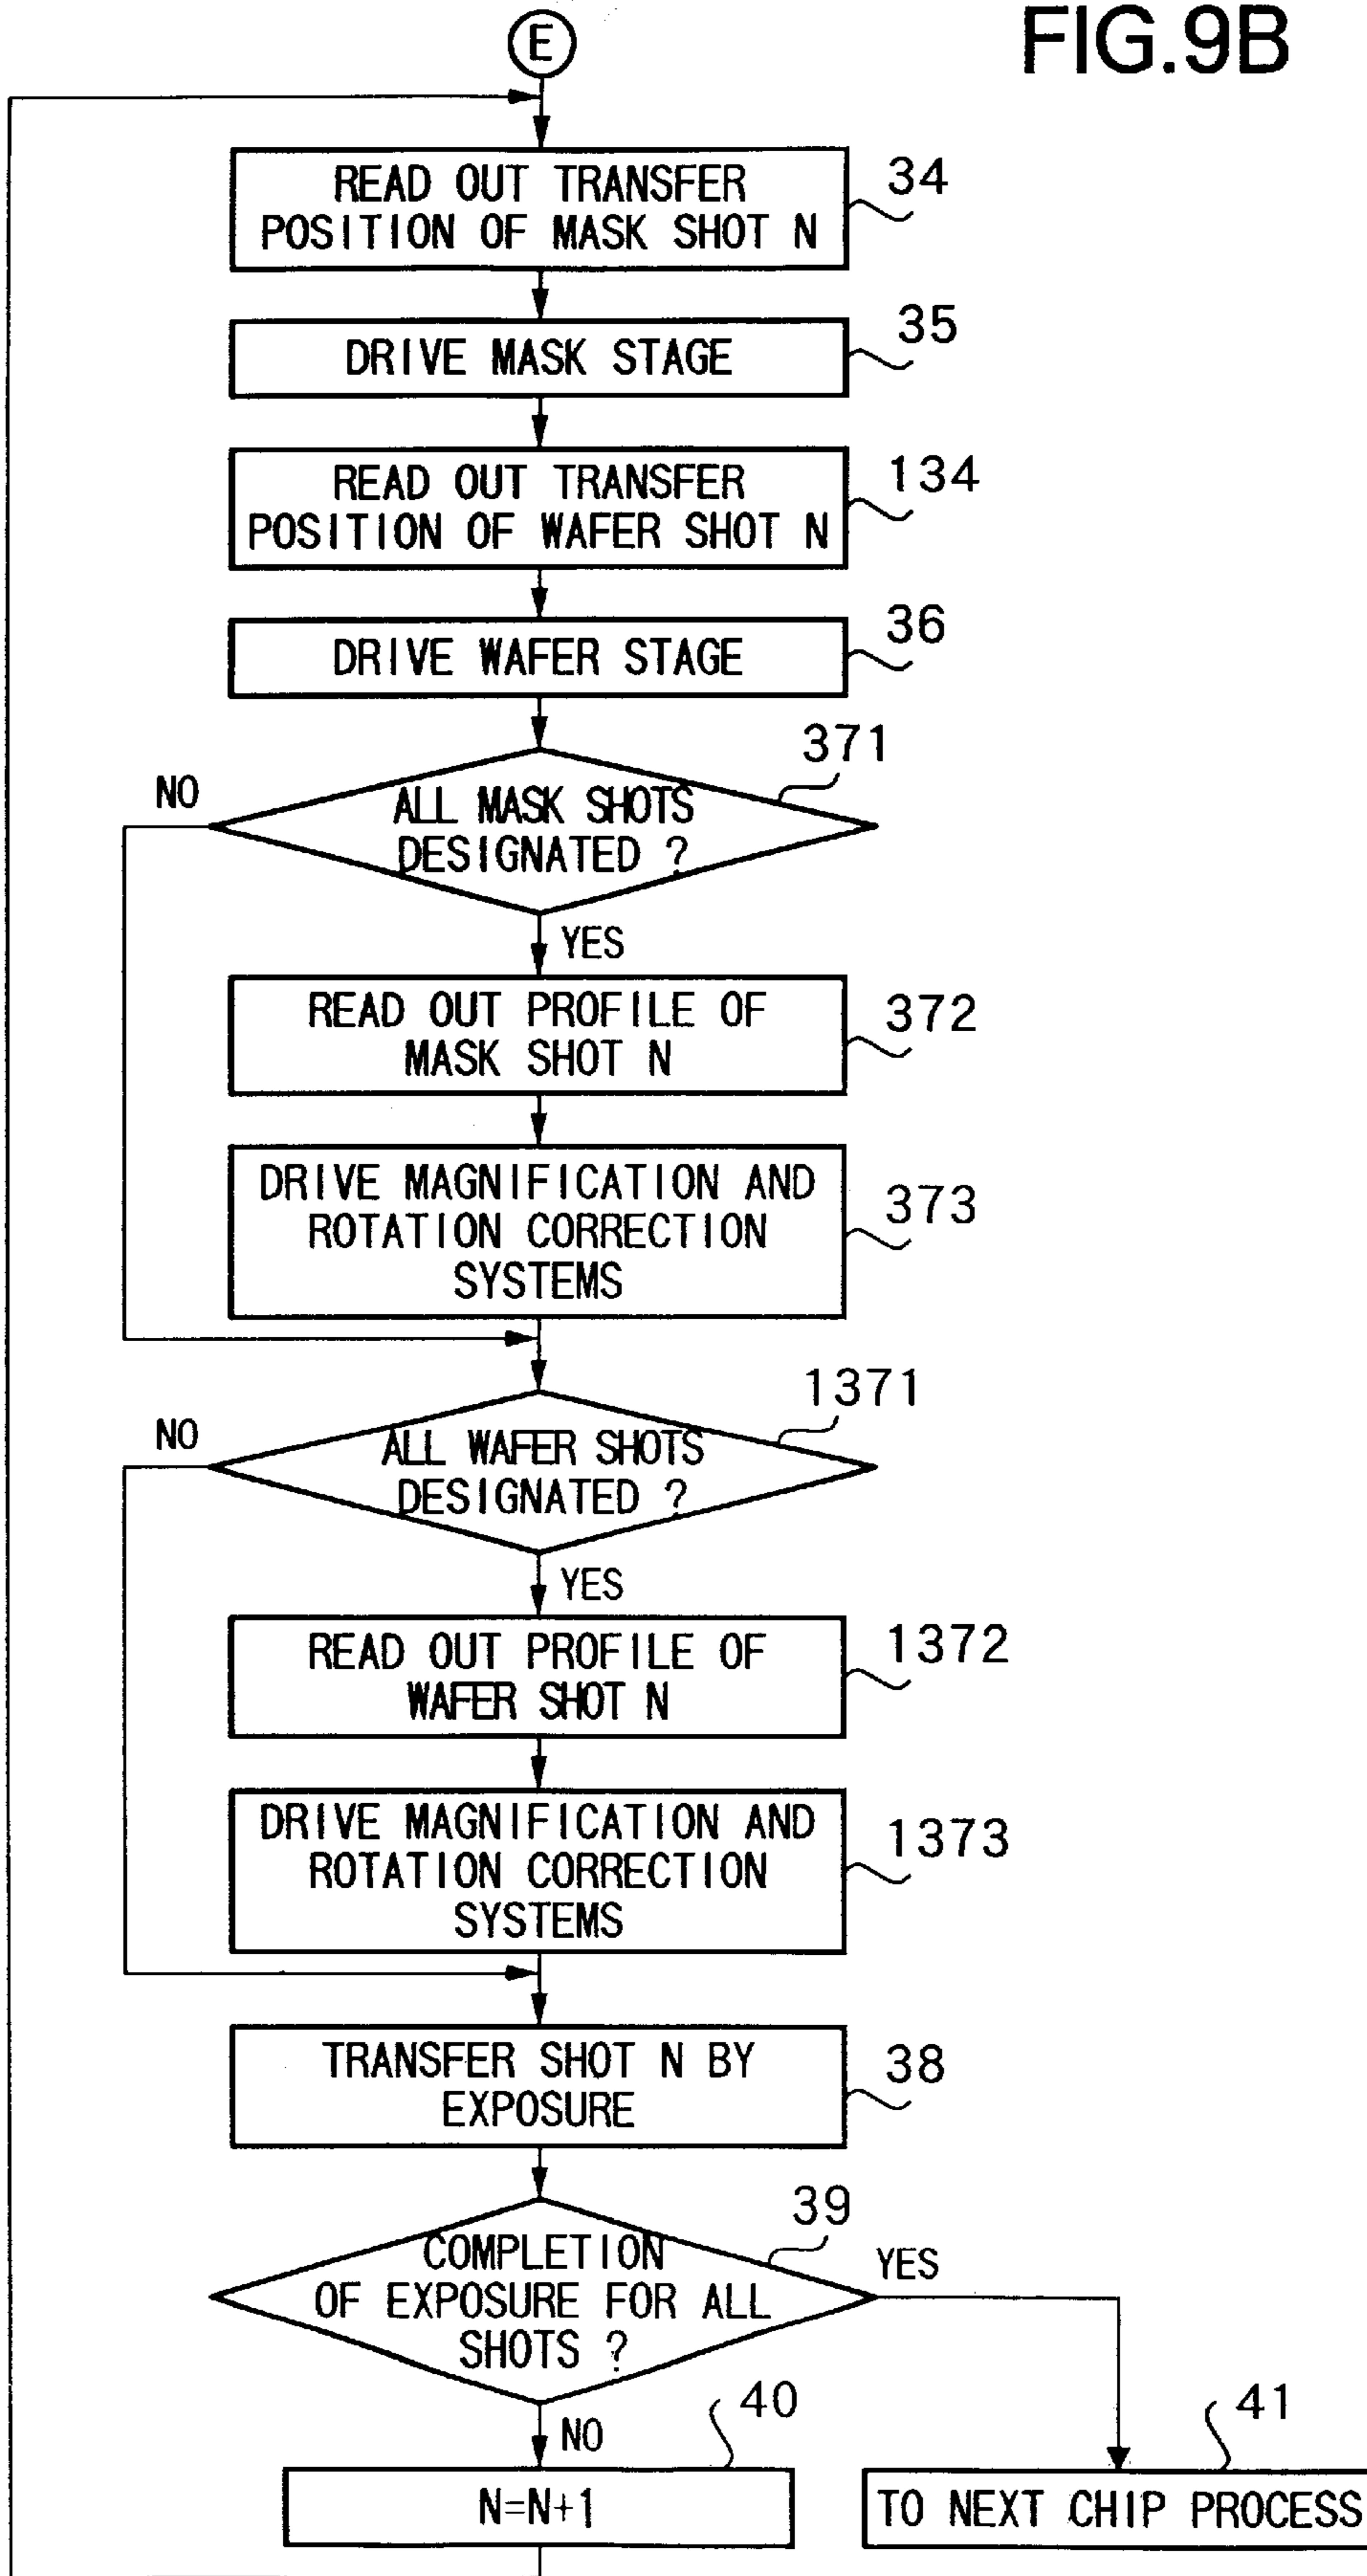 FIG.9B
E
READ OUT TRANSFER
POSITION OF MASK SHOT N
34
DRIVE MASK STAGE
35
READ OUT TRANSFER
POSITION OF WAFER SHOT N
134
DRIVE WAFER STAGE
36
371
NO
ALL MASK SHOTS
DESIGNATED ?
YES
READ OUT PROFILE OF
MASK SHOT N
372
DRIVE MAGNIFICATION AND
ROTATION CORRECTION
SYSTEMS
373
1371
NO
ALL WAFER SHOTS
DESIGNATED ?
YES
READ OUT PROFILE OF
WAFER SHOT N
1372
DRIVE MAGNIFICATION AND
ROTATION CORRECTION
SYSTEMS
1373
TRANSFER SHOT N BY
EXPOSURE
38
39
COMPLETION
OF EXPOSURE FOR ALL
SHOTS ?
YES
NO
40
41
N=N+1
TO NEXT CHIP PROCESS